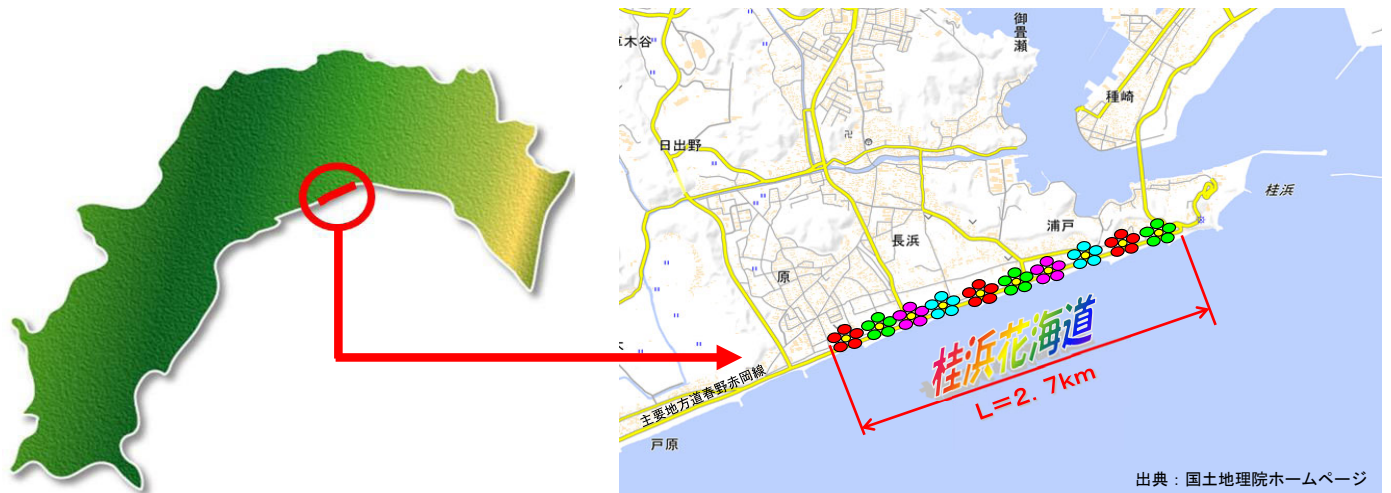 御畳瀬
木谷
種崎
日出野
桂浜
浦戸
長浜
原
桂浜花海道
L=2.7km
主要地方道春野赤岡線
戸原
出典：国土地理院ホームページ